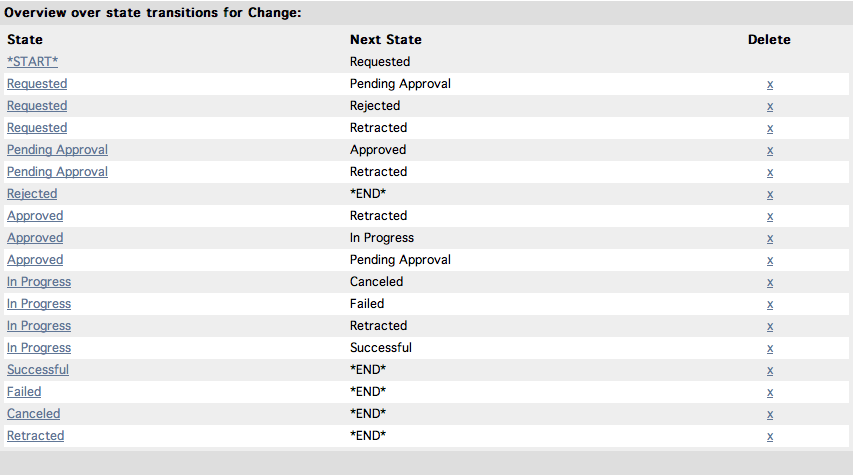 Overview over state transitions for Change:
State Next State Delete
*START* Requested
Requested Pending Approval x
Requested Rejected x
Requested Retracted x
Pending Approval Approved x
Pending Approval Retracted x
Rejected *END* x
Approved Retracted x
Approved In Progress x
Approved Pending Approval x
In Progress Canceled x
In Progress Failed x
In Progress Retracted x
In Progress Successful x
Successful *END* x
Failed *END* x
Canceled *END* x
Retracted *END* x